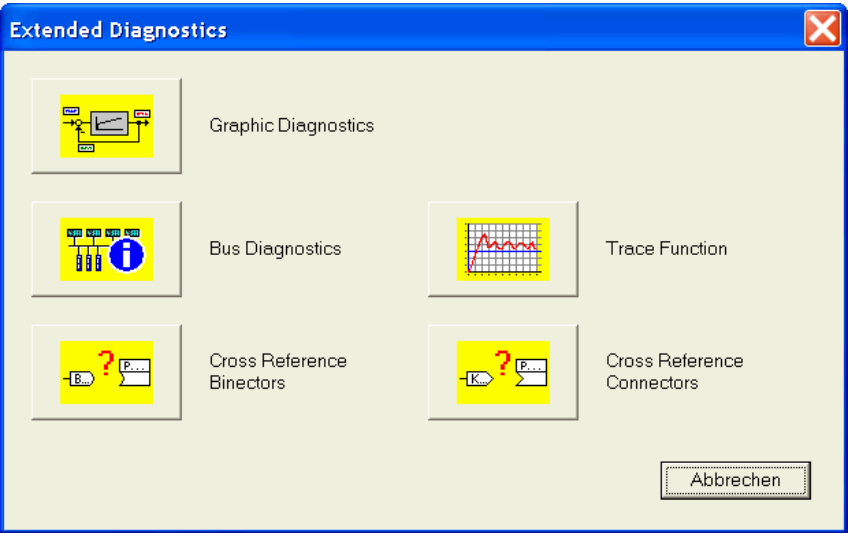 Extended Diagnostics
Graphic Diagnostics
Bus Diagnostics
Trace Function
Cross Reference
Binectors
B...
P...
Cross Reference
Connectors
K...
P...
Abbrechen